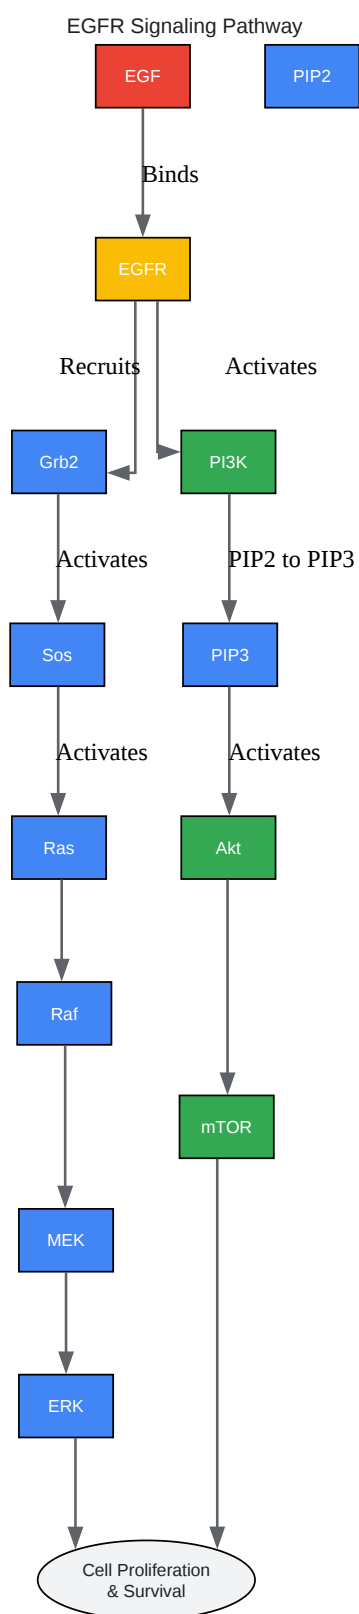 EGFR Signaling Pathway
EGF
PIP2
Binds
EGFR
Recruits
Activates
Grb2
PI3K
Activates
PIP2 to PIP3
Sos
PIP3
Activates
Activates
Ras
Akt
Raf
mTOR
MEK
ERK
Cell Proliferation
& Survival